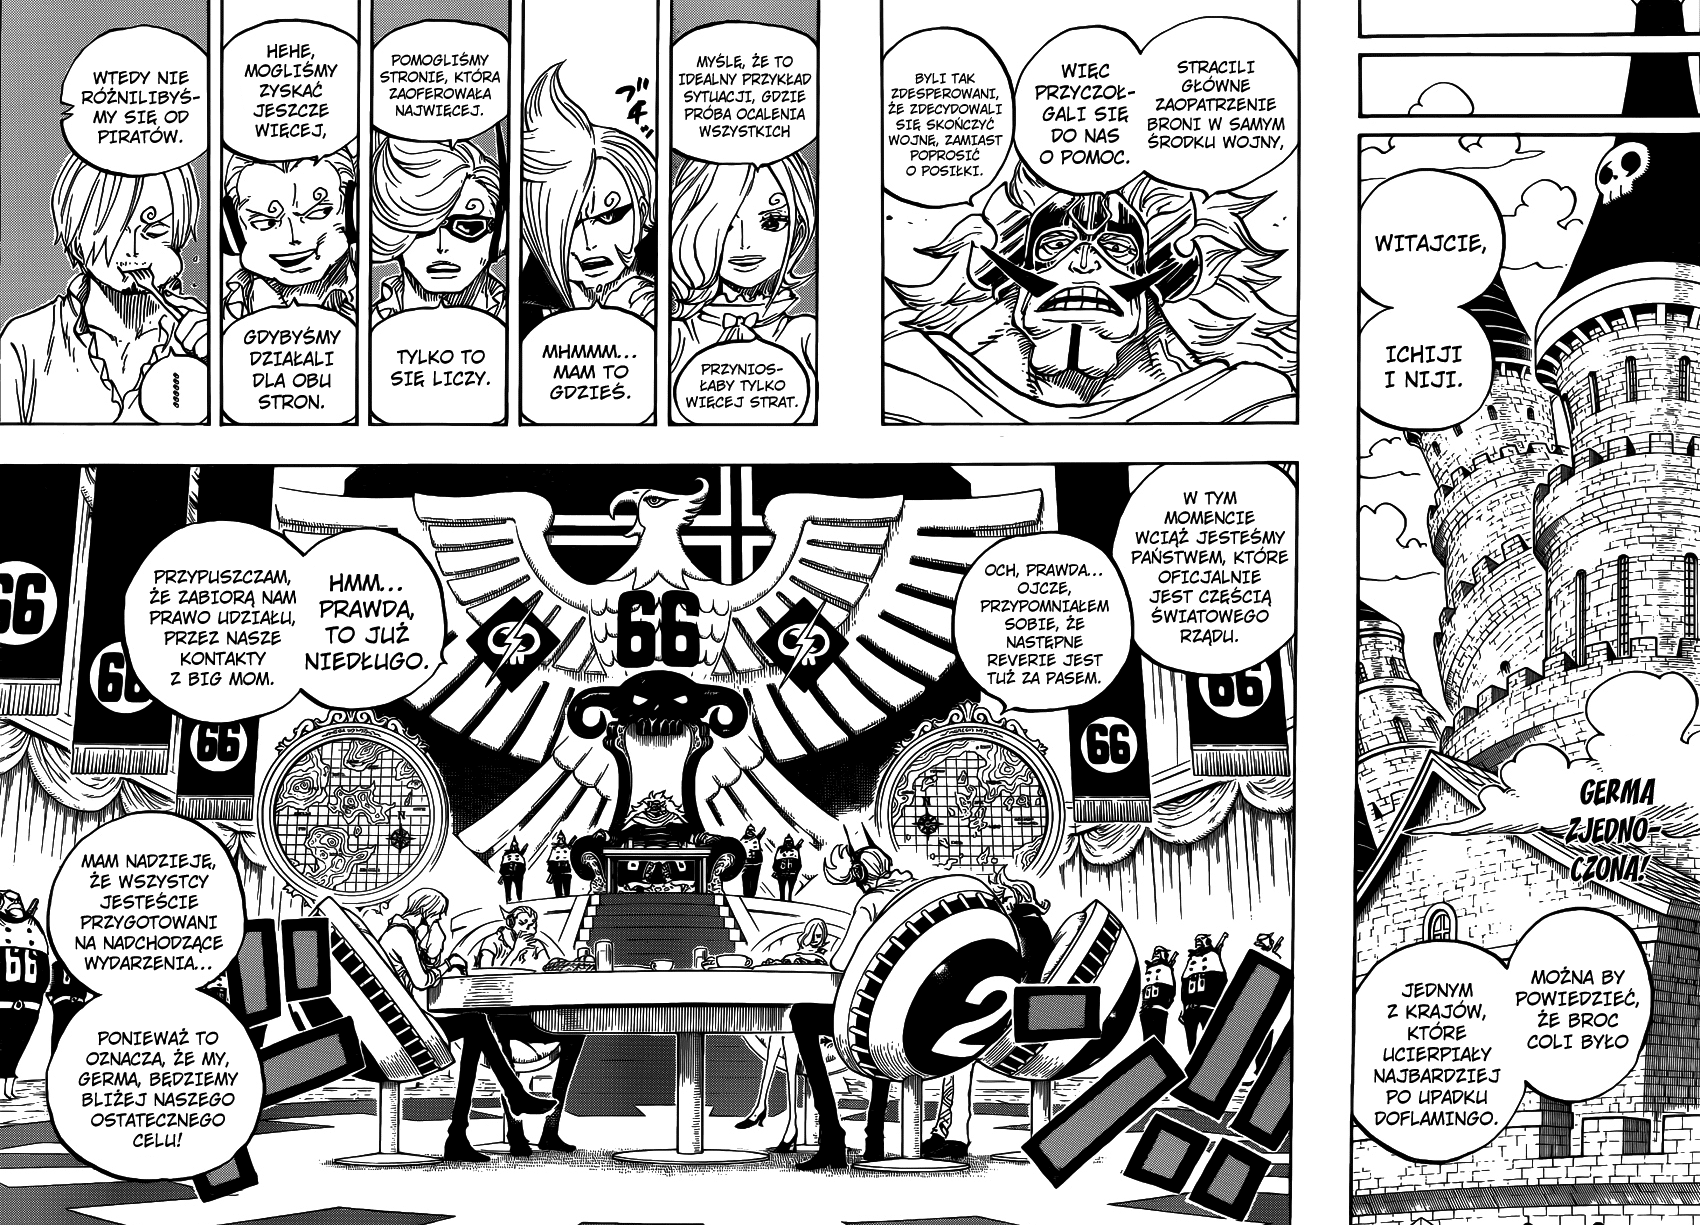 WITAJCIE,
ICHIJI
I NIJI.
GERMA
ZJEDNO-
CZONA!
MOŻNA BY
POWIEDZIEĆ,
ŻE BROC
COLI BYŁO
JEDNYM
Z KRAJÓW,
KTÓRE
UCIERPIAŁY
NAJBARDZIEJ
PO UPADKU
DOFLAMINGO.
STRACILI
GŁÓWNE
ZAOPATRZENIE
BRONI W SAMYM
ŚRODKU WOJNY,
WIĘC
PRZYCZOŁ-
GALI SIĘ
DO NAS
O POMOC.
BYLI TAK
ZDESPEROWANI,
ŻE ZDECYDOWALI
SIĘ SKOŃCZYĆ
WOJNĘ, ZAMIAST
POPROSIĆ
O POSIŁKI.
MYŚLĘ, ŻE TO
IDEALNY PRZYKŁAD
SYTUACJI, GDZIE
PRÓBA OCALENIA
WSZYSTKICH
PRZYNIOS-
ŁABY TYLKO
WIĘCEJ STRAT.
MHMMM...
MAM TO
GDZIEŚ.
POMOGLIŚMY
STRONIE, KTÓRA
ZAOFEROWAŁA
NAJWIĘCEJ.
TYLKO TO
SIĘ LICZY.
HEHE,
MOGLIŚMY
ZYSKAĆ
JESZCZE
WIĘCEJ,
GDYBYŚMY
DZIAŁALI
DLA OBU
STRON.
WTEDY NIE
RÓŻNILIBYŚ-
MY SIĘ OD
PIRATÓW.
......
W TYM
MOMENCIE
WCIĄŻ JESTEŚMY
PAŃSTWEM, KTÓRE
OFICJALNIE
JEST CZĘŚCIĄ
ŚWIATOWEGO
RZĄDU.
OCH, PRAWDA...
OJCZE,
PRZYPOMNIAŁEM
SOBIE, ŻE
NASTĘPNE
REVERIE JEST
TUŻ ZA PASEM.
HMM...
PRAWDA,
TO JUŻ
NIEDŁUGO.
PRZYPUSZCZAM,
ŻE ZABIORĄ NAM
PRAWO UDZIAŁU,
PRZEZ NASZE
KONTAKTY
Z BIG MOM.
MAM NADZIEJĘ,
ŻE WSZYSTCY
JESTEŚCIE
PRZYGOTOWANI
NA NADCHODZĄCE
WYDARZENIA...
PONIEWAŻ TO
OZNACZA, ŻE MY,
GERMA, BĘDZIEMY
BLIŻEJ NASZEGO
OSTATECZNEGO
CELU!
66
66
66
66
66
66
66
2